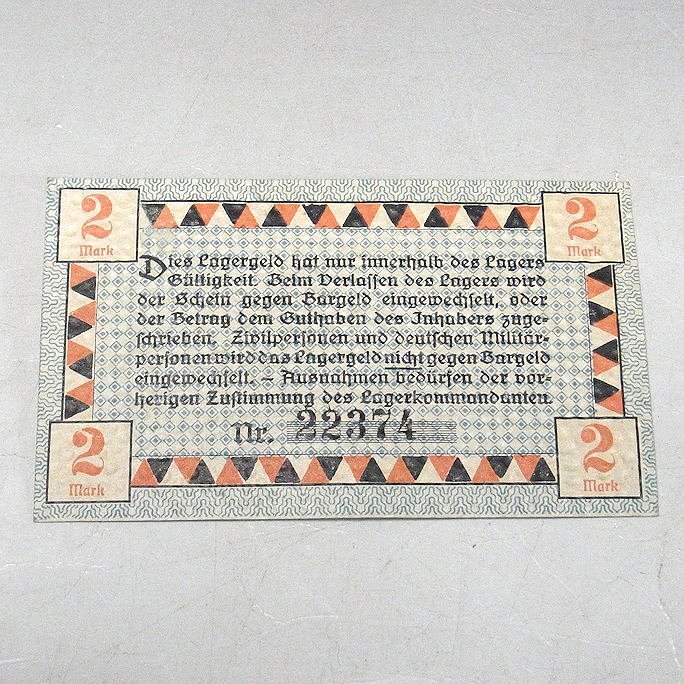 2 Mark
2 Mark
Dies Lagergeld hat nur innerhalb des Lagers
Gültigkeit. Beim Verlassen des Lagers wird
der Schein gegen Bargeld eingewechselt, oder
der Betrag dem Guthaben des Inhabers zuge-
schrieben. Zivilpersonen und deutschen Militär-
personen wird das Lagergeld nicht gegen Bargeld
eingewechselt. – Ausnahmen bedürfen der vor-
herigen Zustimmung des Lagerkommandanten.
Nr. 22374
2 Mark
2 Mark